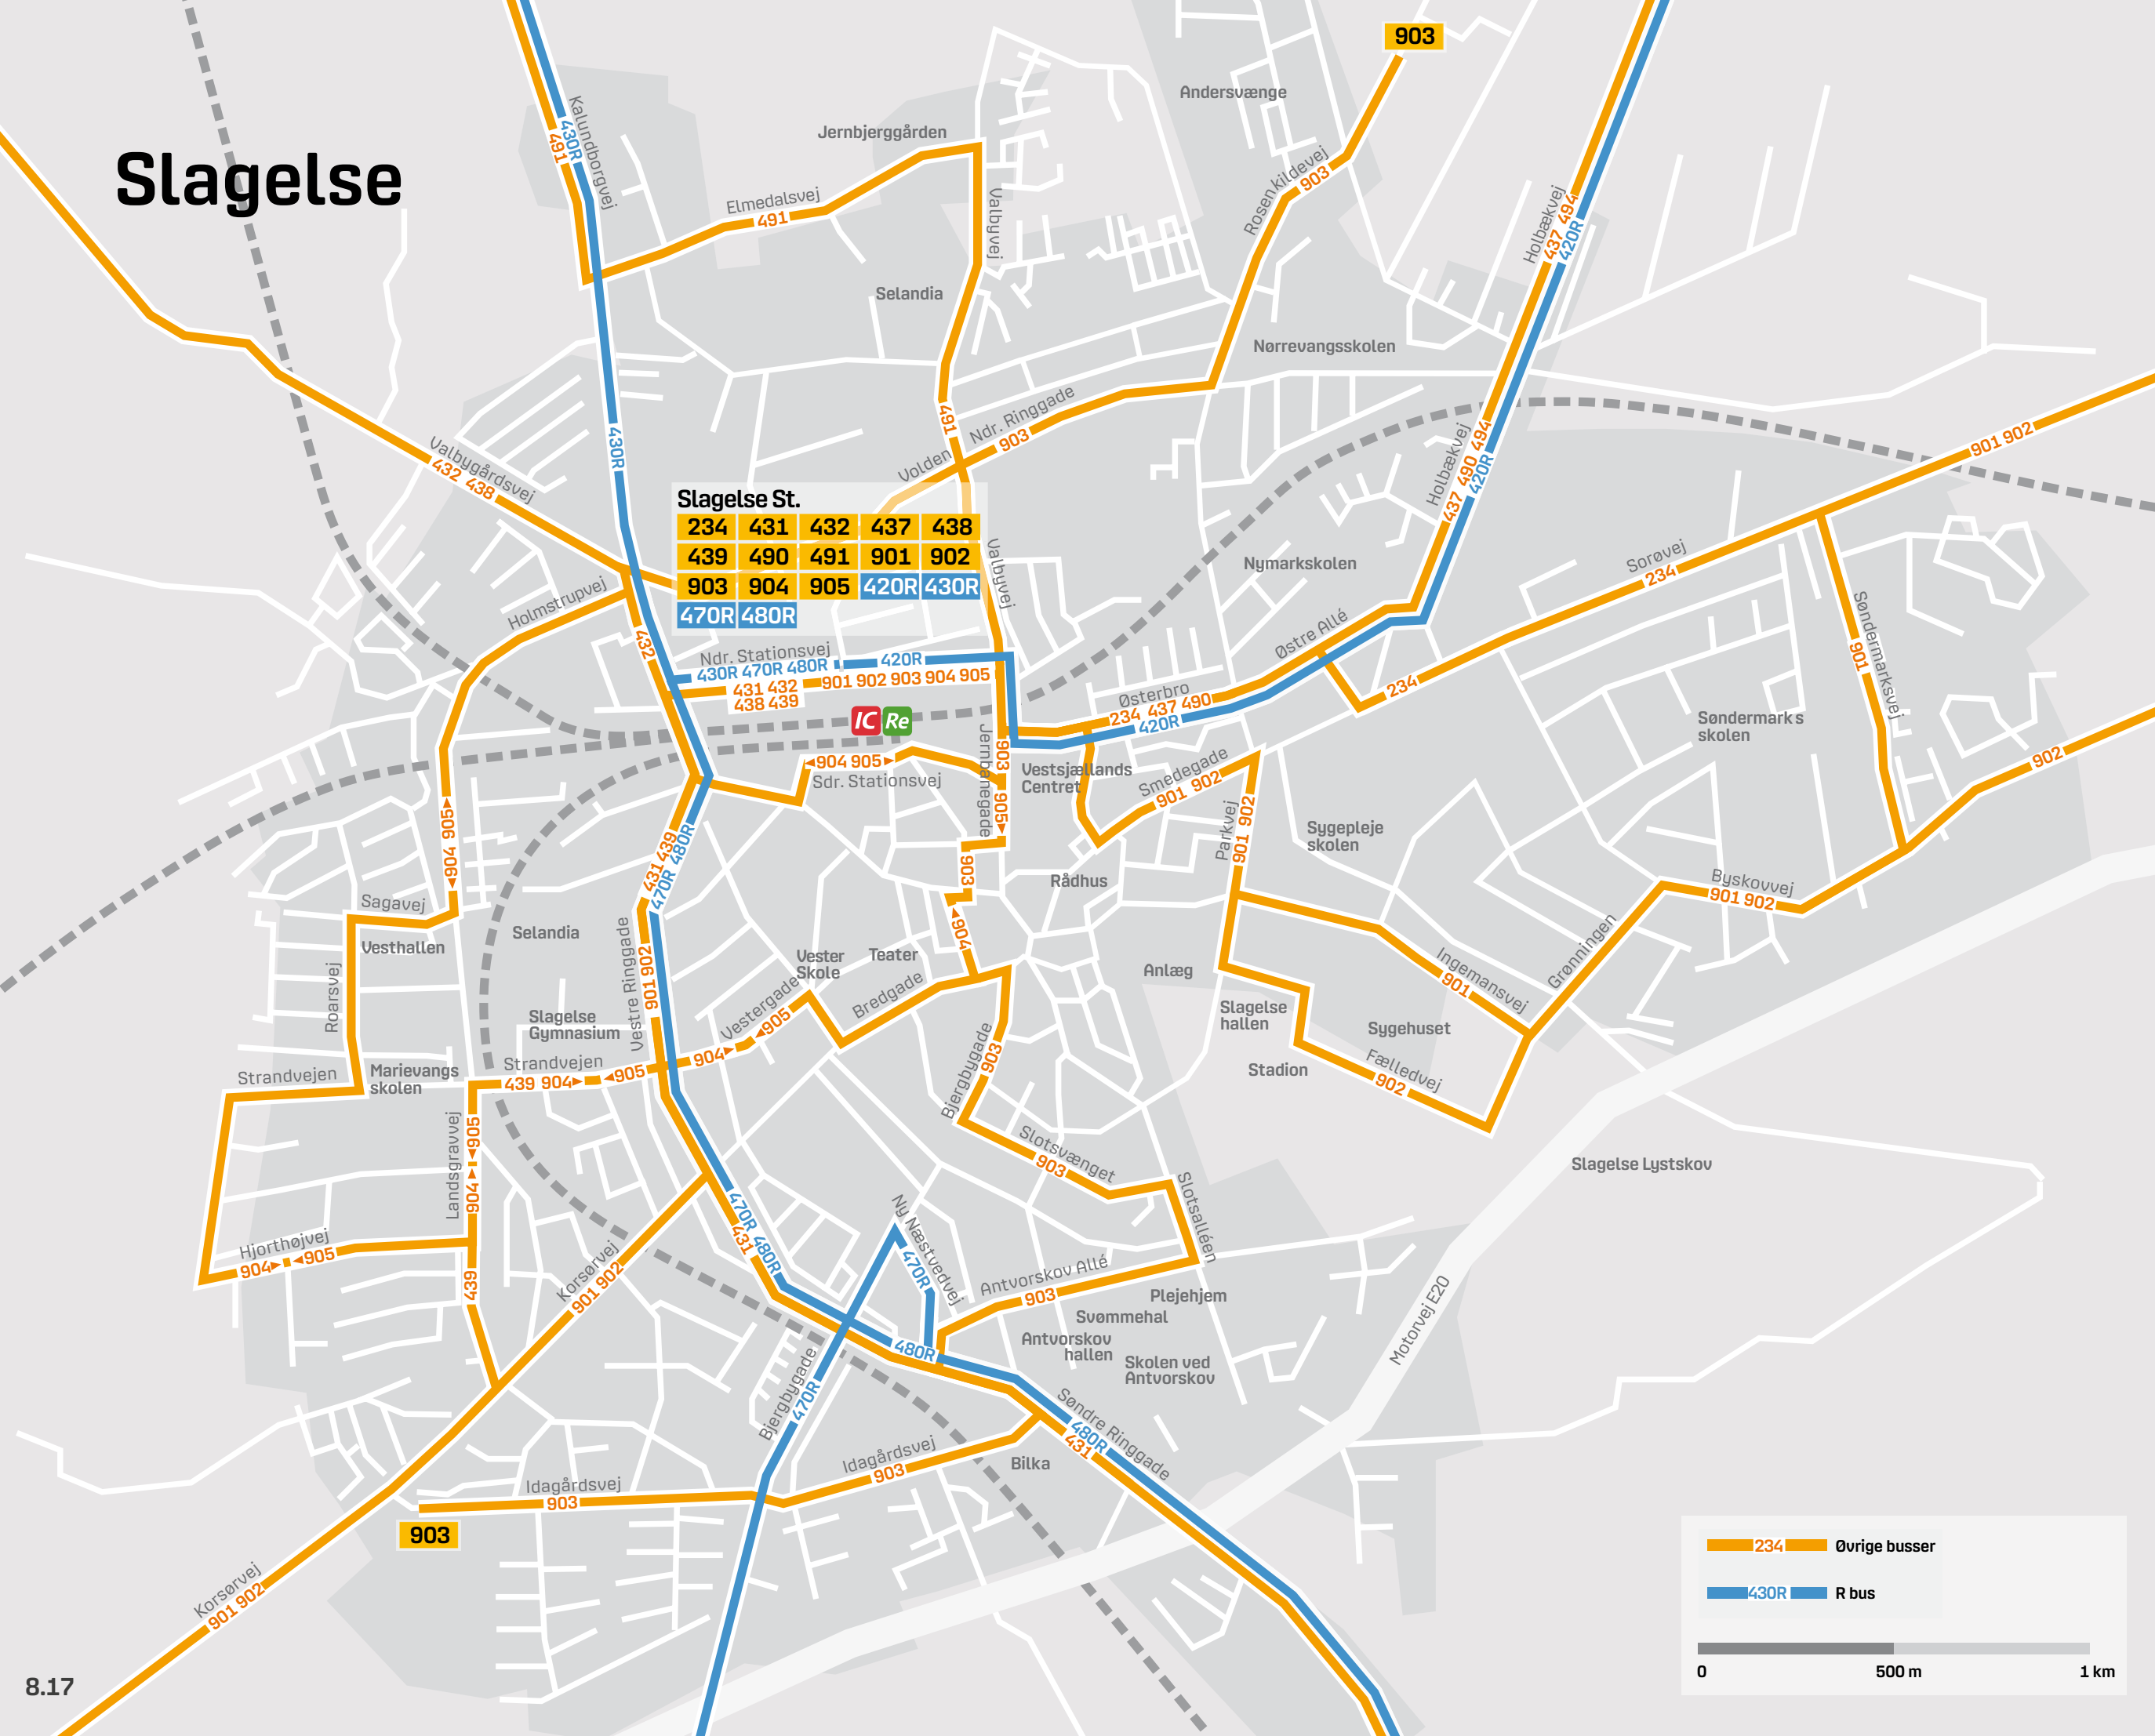 903
Andersvænge
Kalundborgvej
430R
491
Jernbjerggården
Slagelse
Elmedalsvej
491
Valbyvej
Rosenkildevej
903
Holbækvej
437 494
420R
Selandia
Nørrevangsskolen
491
Ndr. Ringgade
903
Volden
430R
Valbygårdsvej
432 438
Holbækvej
437 490 494
420R
901 902
Slagelse St.
234 431 432 437 438
439 490 491 901 902
903 904 905 420R 430R
470R 480R
Valbyvej
Nymarkskolen
Sorøvej
234
Holmstrupvej
432
Østre Allé
Søndermarksvej
901
Ndr. Stationsvej
430R 470R 480R
420R
431 432
901 902 903 904 905
438 439
IC Re
Østerbro
234 437 490
420R
234
Søndermarks
skolen
902
904 905
Sdr. Stationsvej
Jernbanegade
903
905
Vestsjællands
Centret
Smedegade
901 902
Parkvej
901 902
Sygepleje
skolen
904 905
431 439
470R 480R
903
Rådhus
Byskovvej
901 902
Sagavej
Vesthallen
Selandia
Roarsvej
Vestre Ringgade
901 902
Vester
Skole
Teater
904
Anlæg
Grønningen
Ingemansvej
901
Bredgade
Slagelse
Gymnasium
Vestergade
905
904
Slagelse
hallen
Sygehuset
Bjergbygade
903
Strandvejen
439 904
905
Strandvejen
Marievangs
skolen
Stadion
Fælledvej
902
Landsgravvej
905
904
Slotsvænget
903
Slagelse Lystskov
Slotsalléen
Hjorthøjvej
904
905
439
Korsørvej
901 902
470R 480R
431
Ny Næstvedvej
470R
Antvorskov Allé
903
Plejehjem
Svømmehal
Antvorskov
hallen
Skolen ved
Antvorskov
Motorvej E20
480R
Bjergbygade
470R
Søndre Ringgade
480R
431
Idagårdsvej
903
Bilka
Idagårdsvej
903
903
Korsørvej
901 902
234 Øvrige busser
430R R bus
0 500 m 1 km
8.17